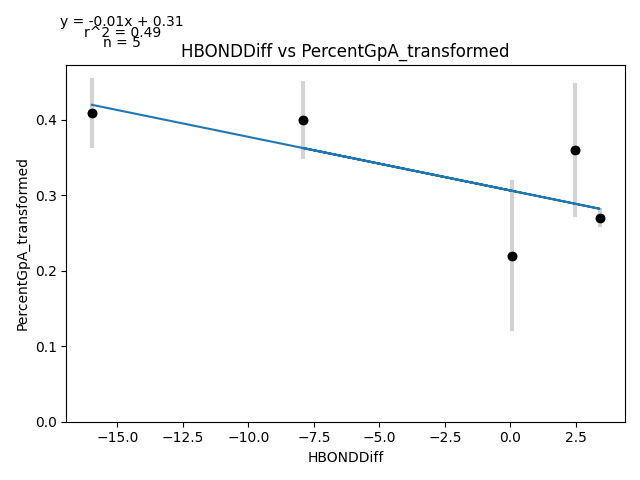 y = -0.01x + 0.31
r^2 = 0.49
n = 5
HBONDDiff vs PercentGpA_transformed
PercentGpA_transformed
0.4
0.3
0.2
0.1
0.0
−15.0 −12.5 −10.0 −7.5 −5.0 −2.5 0.0 2.5
HBONDDiff